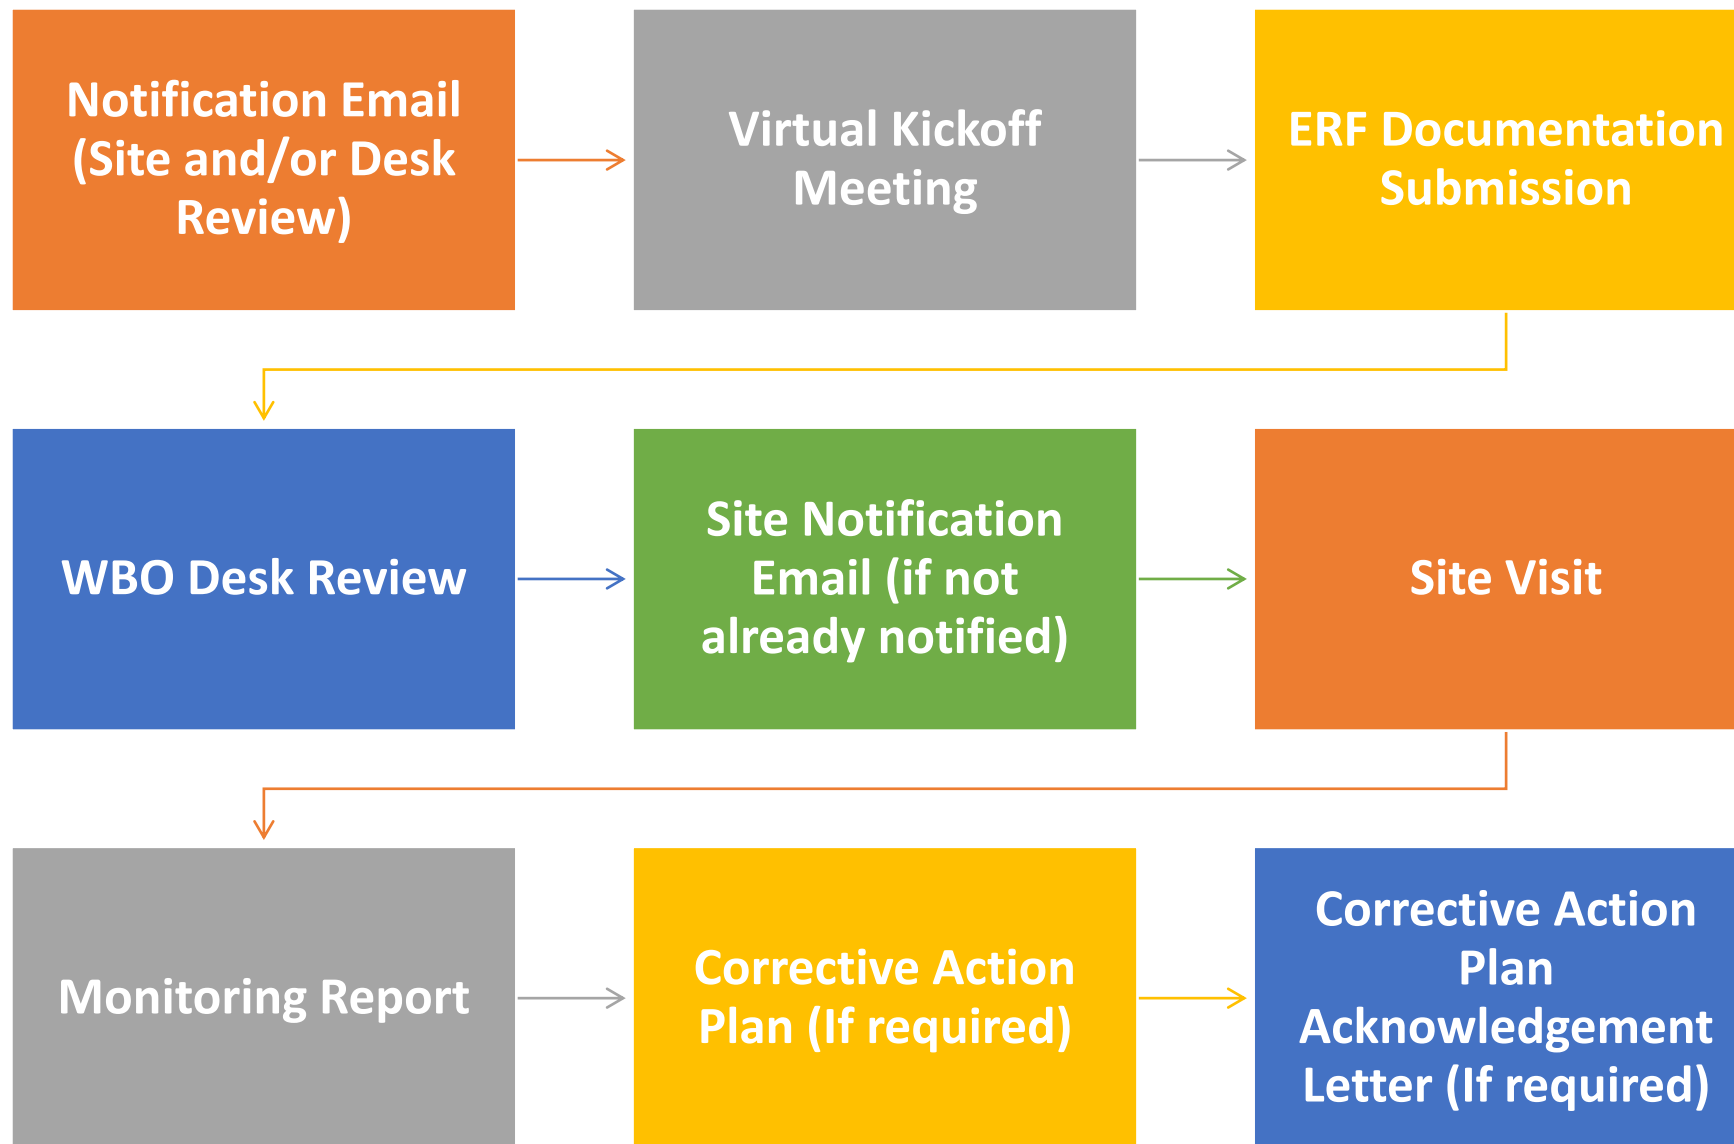 Notification Email
(Site and/or Desk
Review)
Virtual Kickoff
Meeting
ERF Documentation
Submission
WBO Desk Review
Site Notification
Email (if not
already notified)
Site Visit
Monitoring Report
Corrective Action
Plan (If required)
Corrective Action
Plan
Acknowledgement
Letter (If required)